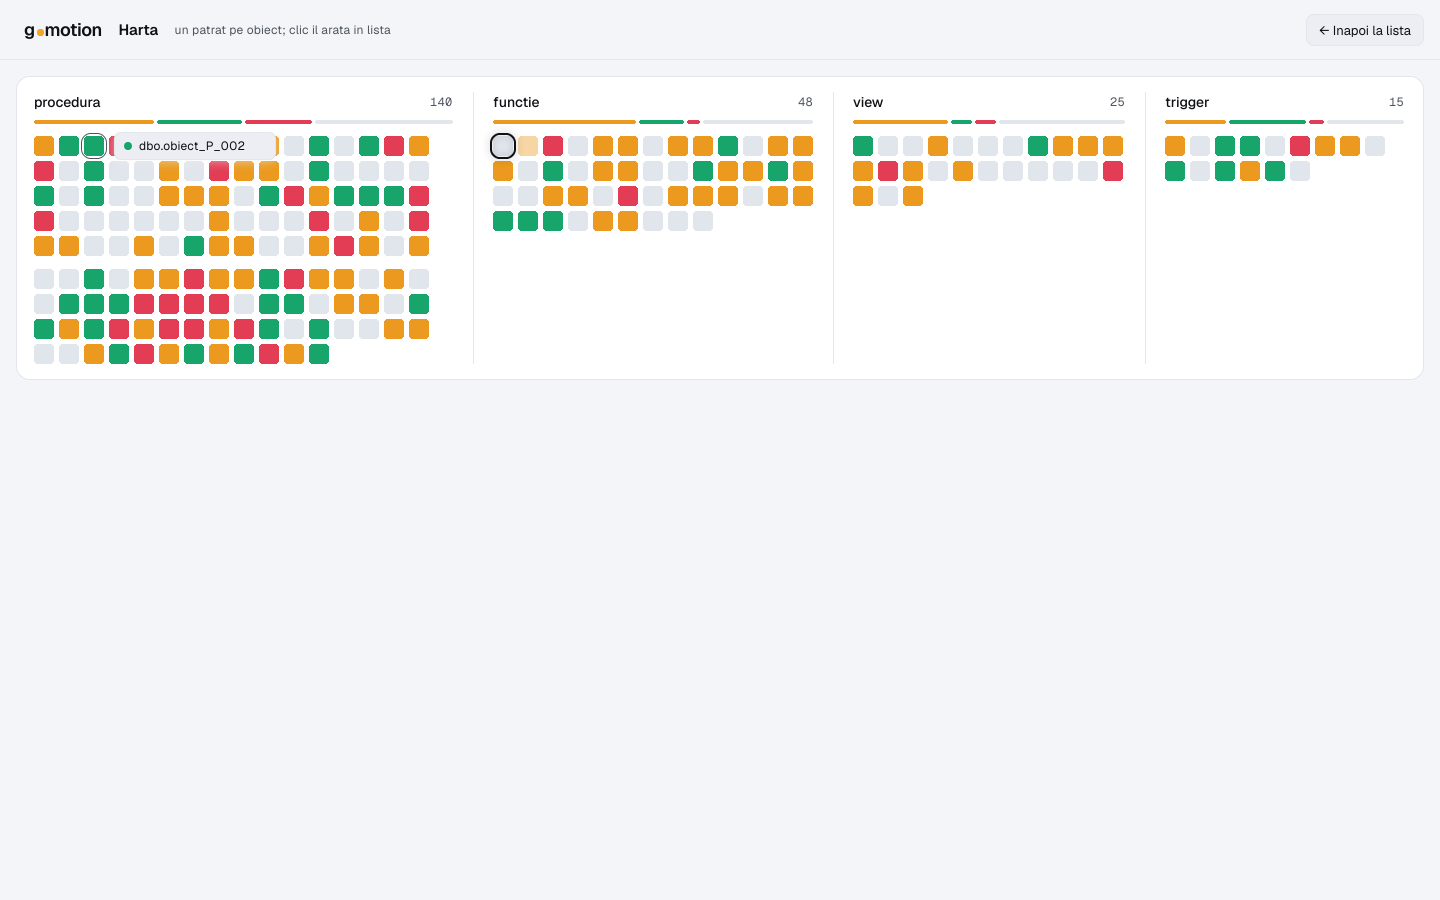 g●motion Harta un patrat pe obiect; clic il arata in lista ← Inapoi la lista
procedura 140 functie 48 view 25 trigger 15
dbo.obiect_P_002